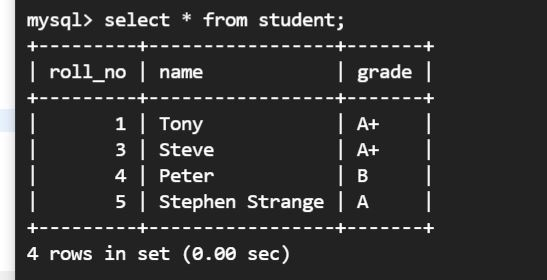 mysql> select * from student;
+---------+-----------------+-------+
| roll_no | name            | grade |
+---------+-----------------+-------+
|       1 | Tony            | A+    |
|       3 | Steve           | A+    |
|       4 | Peter           | B     |
|       5 | Stephen Strange | A     |
+---------+-----------------+-------+
4 rows in set (0.00 sec)